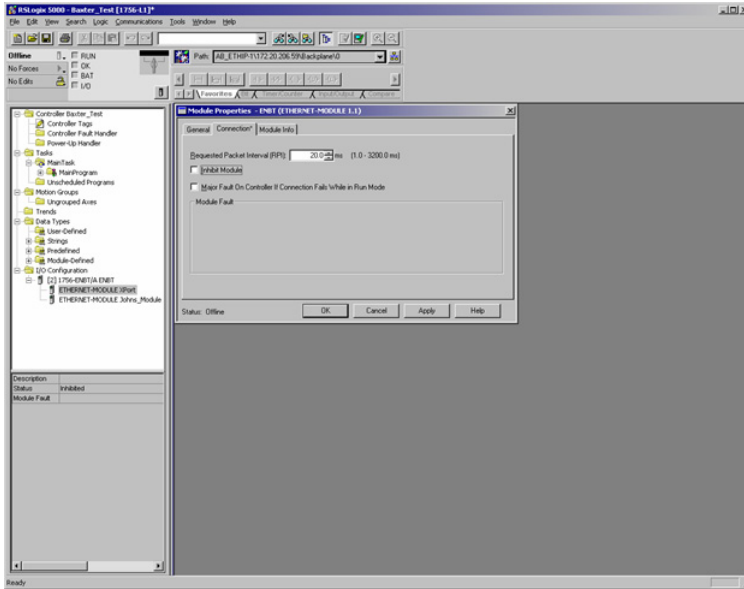 RSLogix 5000 - Baxter_Test [1756-L1]*
File Edit View Search Logic Communications Tools Window Help
Offline
RUN
No Forces
OK
No Edits
BAT
I/O
Path: AB_ETHIP-1\172.20.206.59\Backplane\0
Favorites Bit Timer/Counter Input/Output Compare
Controller Baxter_Test
Controller Tags
Controller Fault Handler
Power-Up Handler
Tasks
MainTask
MainProgram
Unscheduled Programs
Motion Groups
Ungrouped Axes
Trends
Data Types
User-Defined
Strings
Predefined
Module-Defined
I/O Configuration
[2] 1756-ENBT/A ENBT
ETHERNET-MODULE XPort
ETHERNET-MODULE Johns_Module
Description
Status Inhibited
Module Fault
Module Properties - ENBT (ETHERNET-MODULE 1.1)
General Connection* Module Info
Requested Packet Interval (RPI): 20.0 ms (1.0 - 3200.0 ms)
Inhibit Module
Major Fault On Controller If Connection Fails While in Run Mode
Module Fault
Status: Offline
OK Cancel Apply Help
Ready